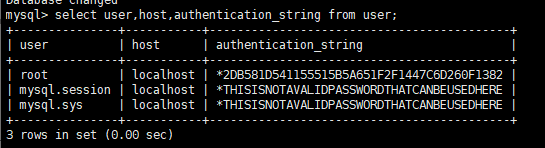 Database changed
mysql> select user,host,authentication_string from user;
+---------------+-----------+-------------------------------------------+
| user | host | authentication_string |
+---------------+-----------+-------------------------------------------+
| root | localhost | *2DB581D541155515B5A651F2F1447C6D260F1382 |
| mysql.session | localhost | *THISISNOTAVALIDPASSWORDTHATCANBEUSEDHERE |
| mysql.sys | localhost | *THISISNOTAVALIDPASSWORDTHATCANBEUSEDHERE |
+---------------+-----------+-------------------------------------------+
3 rows in set (0.00 sec)